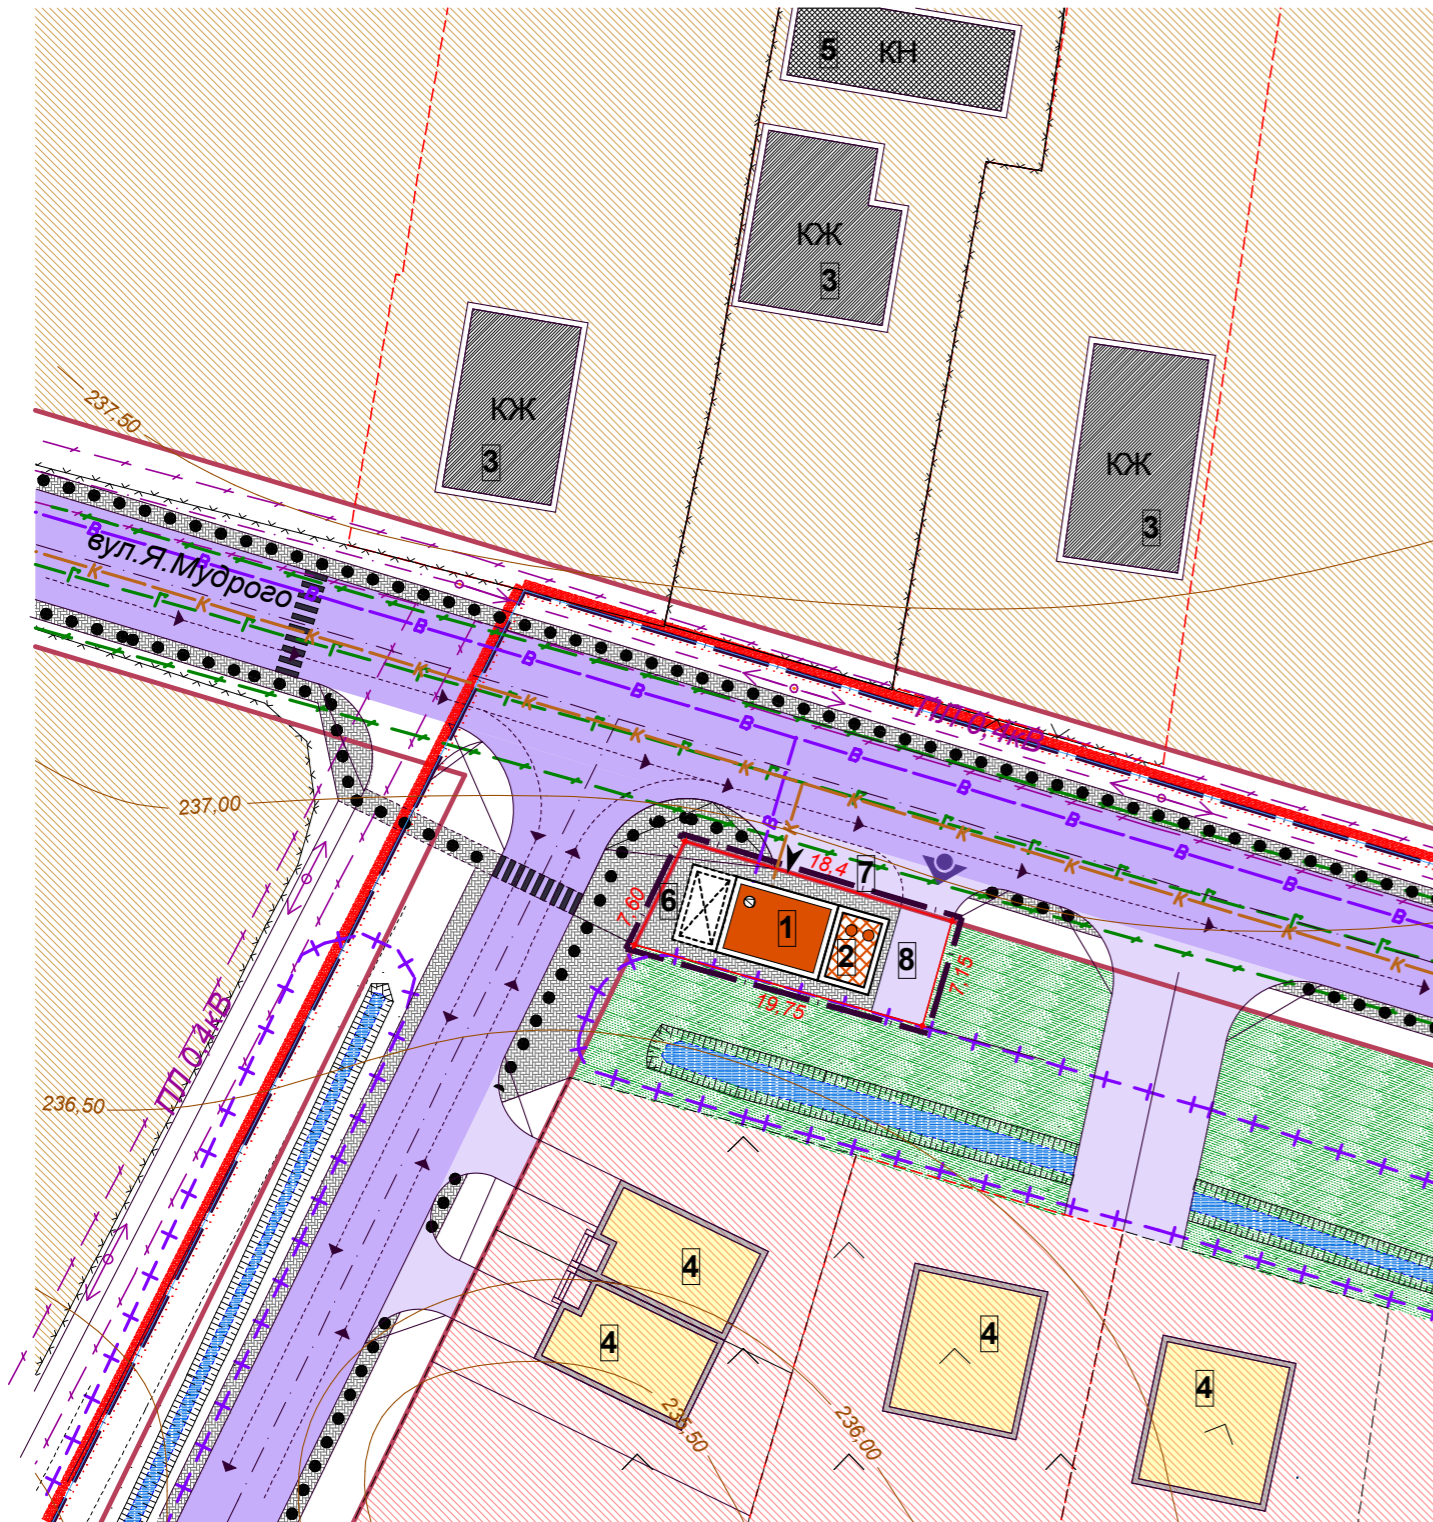 5 КН
КЖ
3
КЖ
3
КЖ
3
237,50
вул.Я.Мудрого
В В В В В В В В В В В В
К К К К К К К К К К К К К
Г Г Г Г Г Г Г Г Г Г Г Г Г
ПЛ 0,4кВ
237,00
В К
18,4
7
6
7,60
1
2
8
7,15
19,75
ПЛ 0,4кВ
236,50
4
4
4
4
235,50
236,00